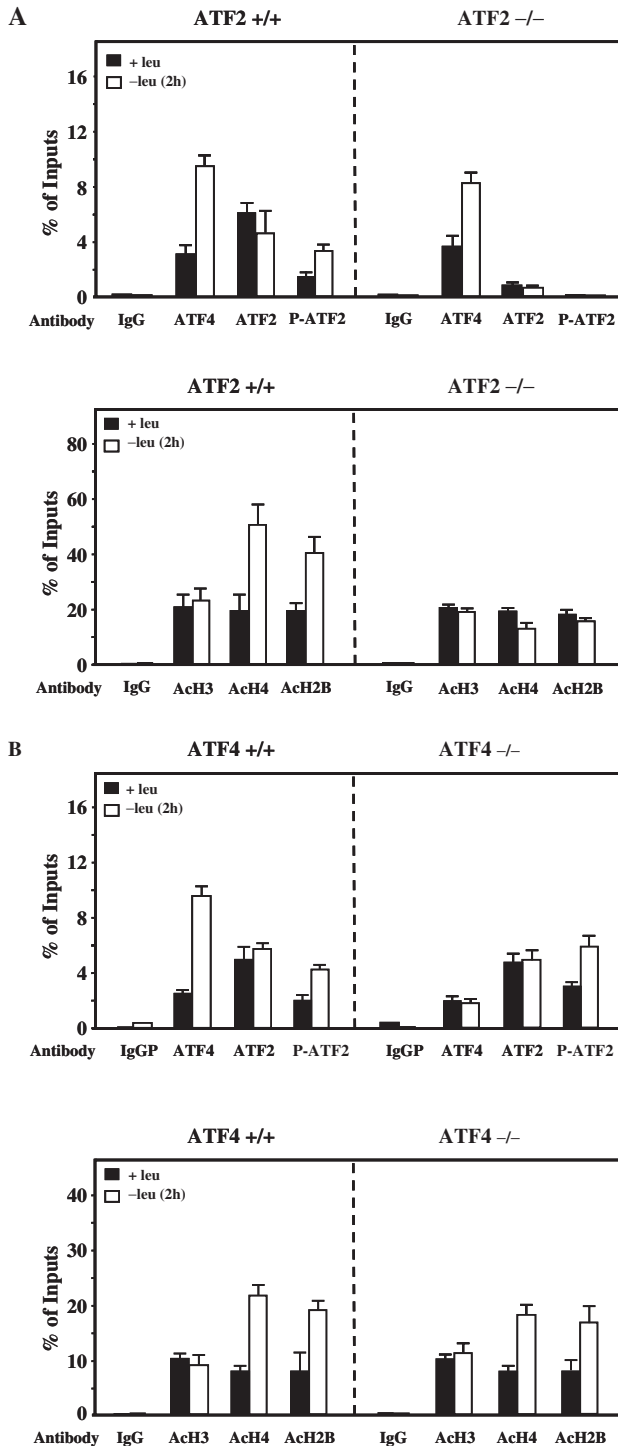 A
ATF2 +/+ ATF2 –/–
+ leu
–leu (2h)
16
12
8
4
0
% of Inputs
Antibody IgG ATF4 ATF2 P-ATF2 IgG ATF4 ATF2 P-ATF2
ATF2 +/+ ATF2 –/–
+ leu
–leu (2h)
80
60
40
20
0
% of Inputs
Antibody IgG AcH3 AcH4 AcH2B IgG AcH3 AcH4 AcH2B
B
ATF4 +/+ ATF4 –/–
+ leu
–leu (2h)
16
12
8
4
0
% of Inputs
Antibody IgGP ATF4 ATF2 P-ATF2 IgGP ATF4 ATF2 P-ATF2
ATF4 +/+ ATF4 –/–
+ leu
–leu (2h)
40
30
20
10
0
% of Inputs
Antibody IgG AcH3 AcH4 AcH2B IgG AcH3 AcH4 AcH2B